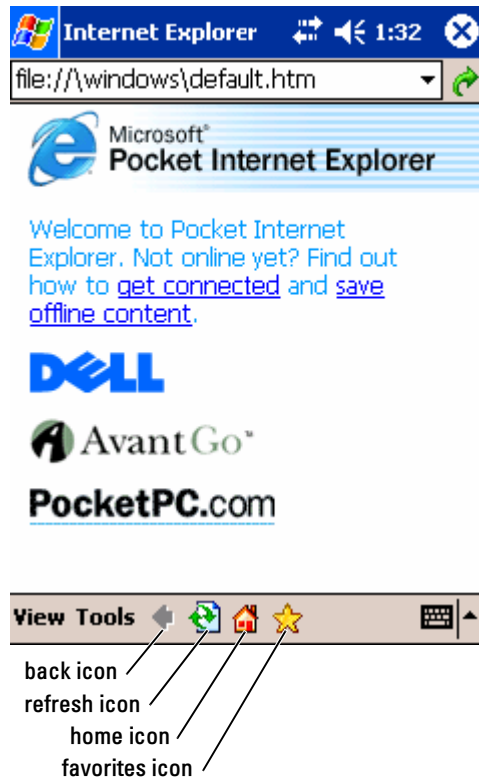 Internet Explorer 1:32
file://\windows\default.htm
Microsoft®
Pocket Internet Explorer
Welcome to Pocket Internet
Explorer. Not online yet? Find out
how to get connected and save
offline content.
DELL
AvantGo™
PocketPC.com
View Tools
back icon
refresh icon
home icon
favorites icon